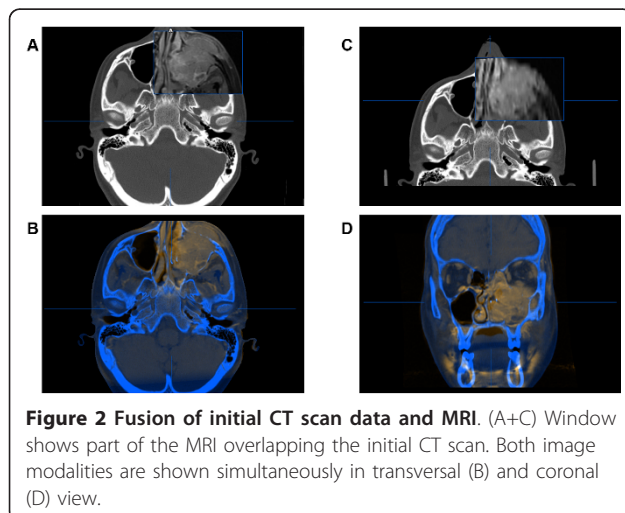 A
C
B
D
Figure 2 Fusion of initial CT scan data and MRI. (A+C) Window
shows part of the MRI overlapping the initial CT scan. Both image
modalities are shown simultaneously in transversal (B) and coronal
(D) view.